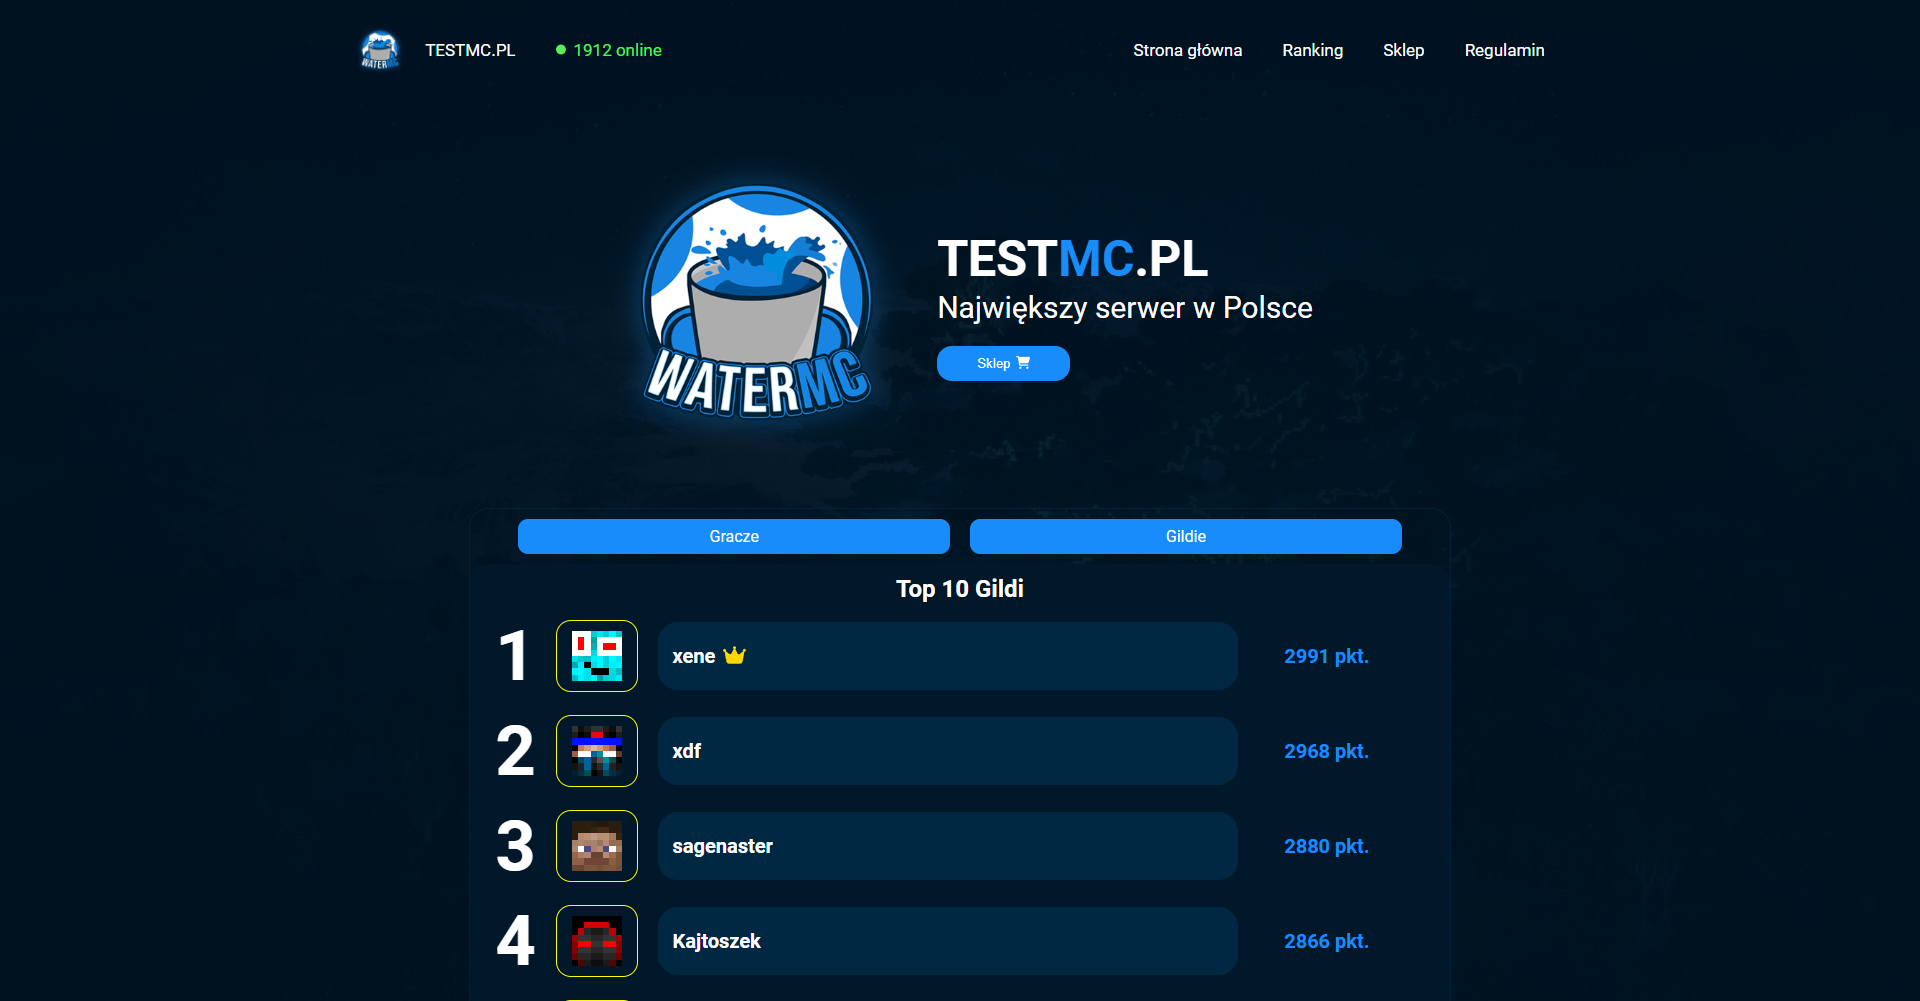 WATERMC
TESTMC.PL
1912 online
Strona główna
Ranking
Sklep
Regulamin
WATERMC
TESTMC.PL
Największy serwer w Polsce
Sklep
Gracze
Gildie
Top 10 Gildi
1
xene
2991 pkt.
2
xdf
2968 pkt.
3
sagenaster
2880 pkt.
4
Kajtoszek
2866 pkt.